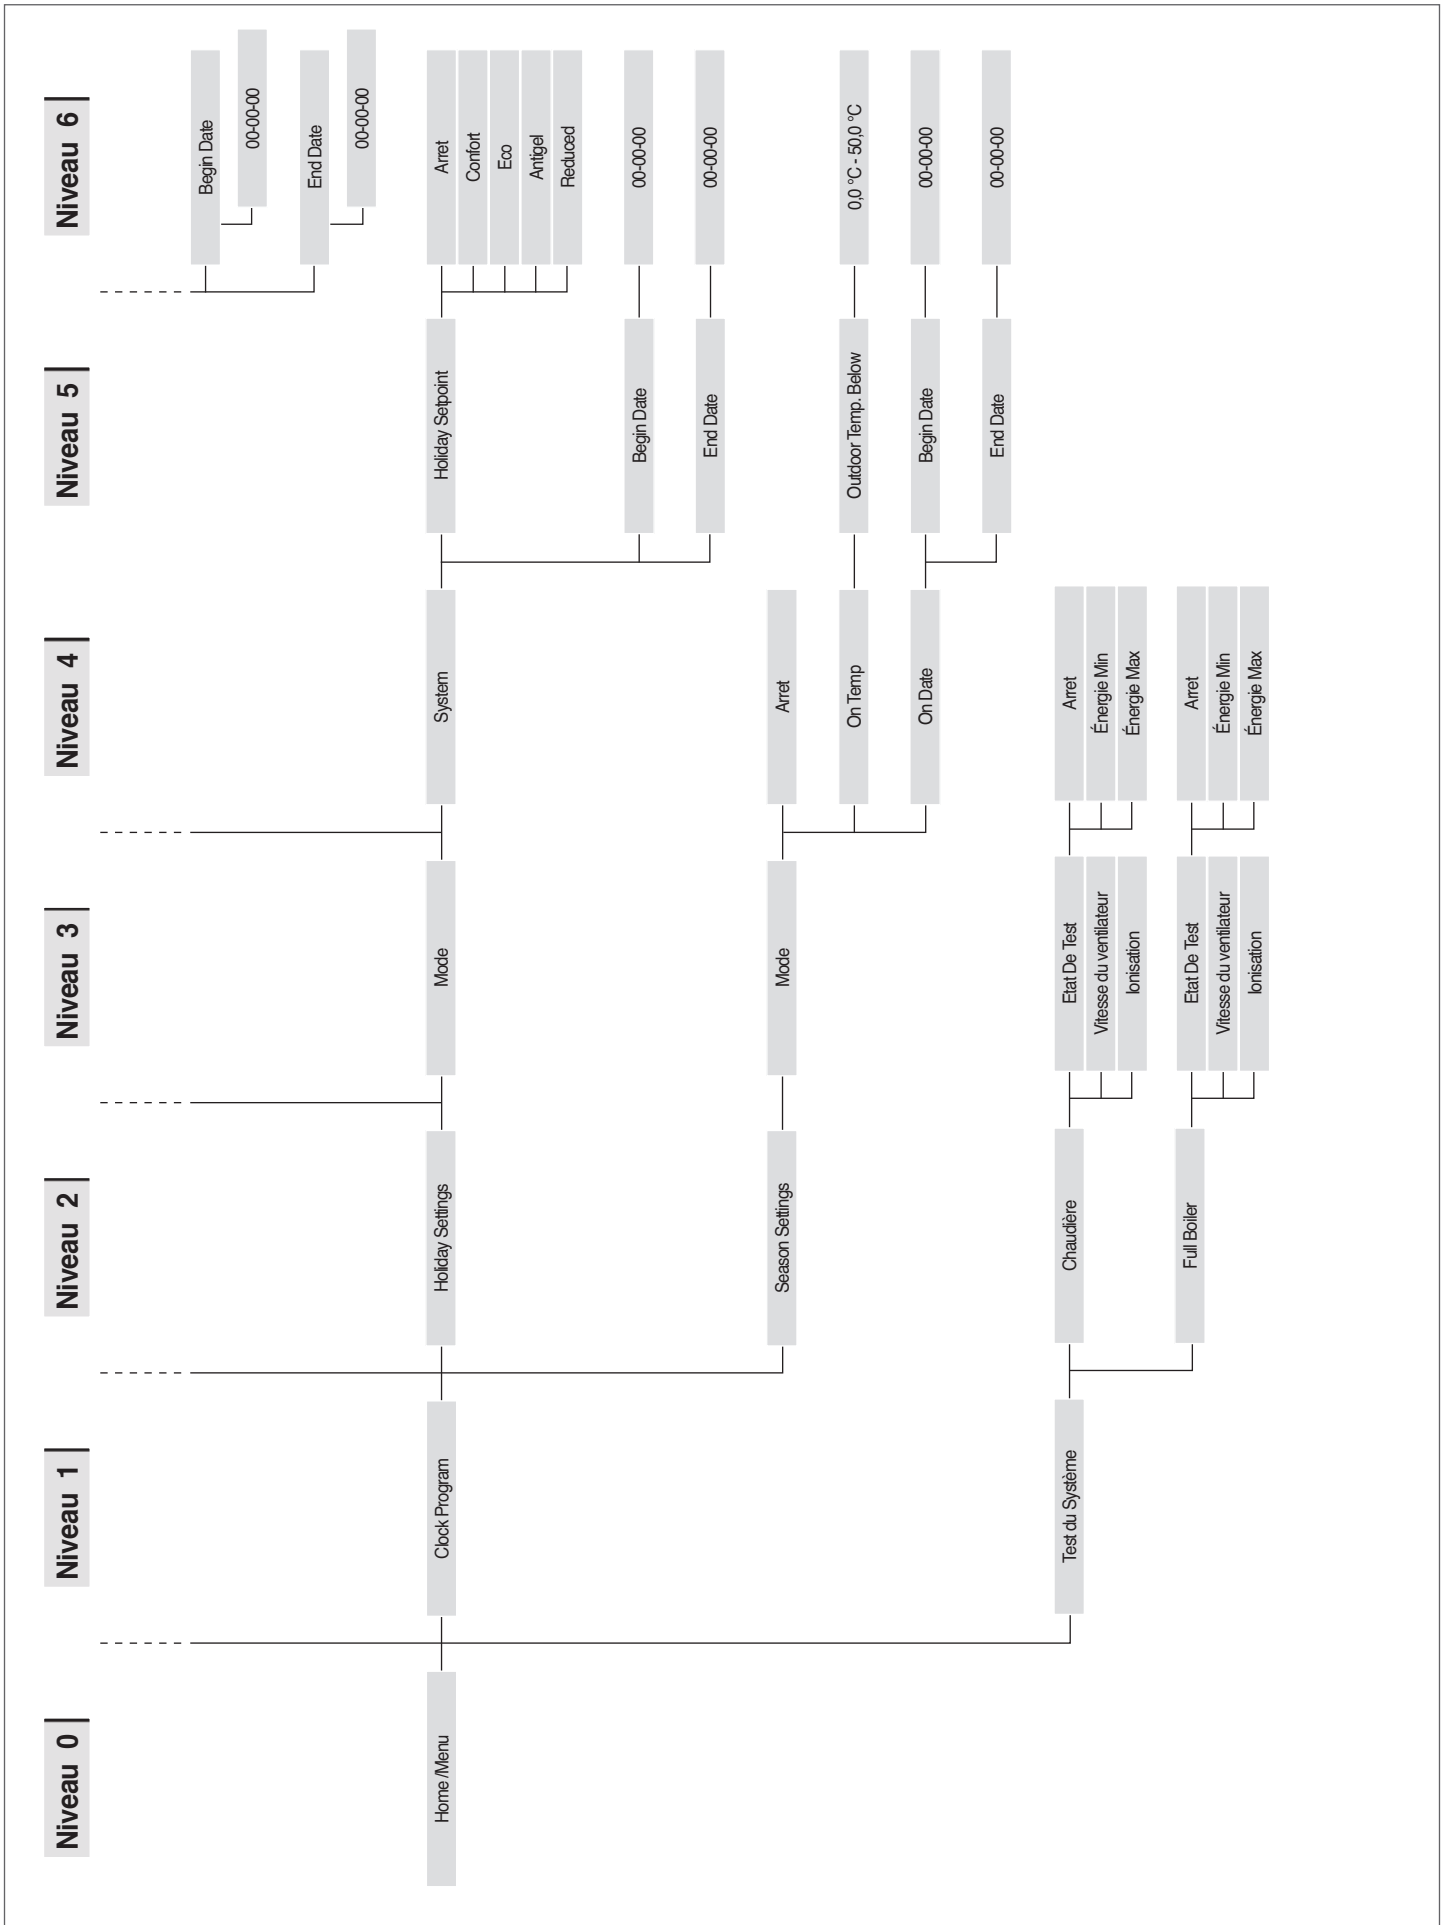 Niveau 0
Niveau 1
Niveau 2
Niveau 3
Niveau 4
Niveau 5
Niveau 6
Begin Date
00-00-00
End Date
00-00-00
Home /Menu
Clock Program
Holiday Settings
Mode
System
Holiday Setpoint
Arret
Confort
Eco
Antigel
Reduced
Begin Date
00-00-00
End Date
00-00-00
Season Settings
Mode
Arret
On Temp
Outdoor Temp. Below
0,0 °C - 50,0 °C
On Date
Begin Date
00-00-00
End Date
00-00-00
Test du Système
Chaudière
Etat De Test
Vitesse du ventilateur
Ionisation
Arret
Énergie Min
Énergie Max
Full Boiler
Etat De Test
Vitesse du ventilateur
Ionisation
Arret
Énergie Min
Énergie Max